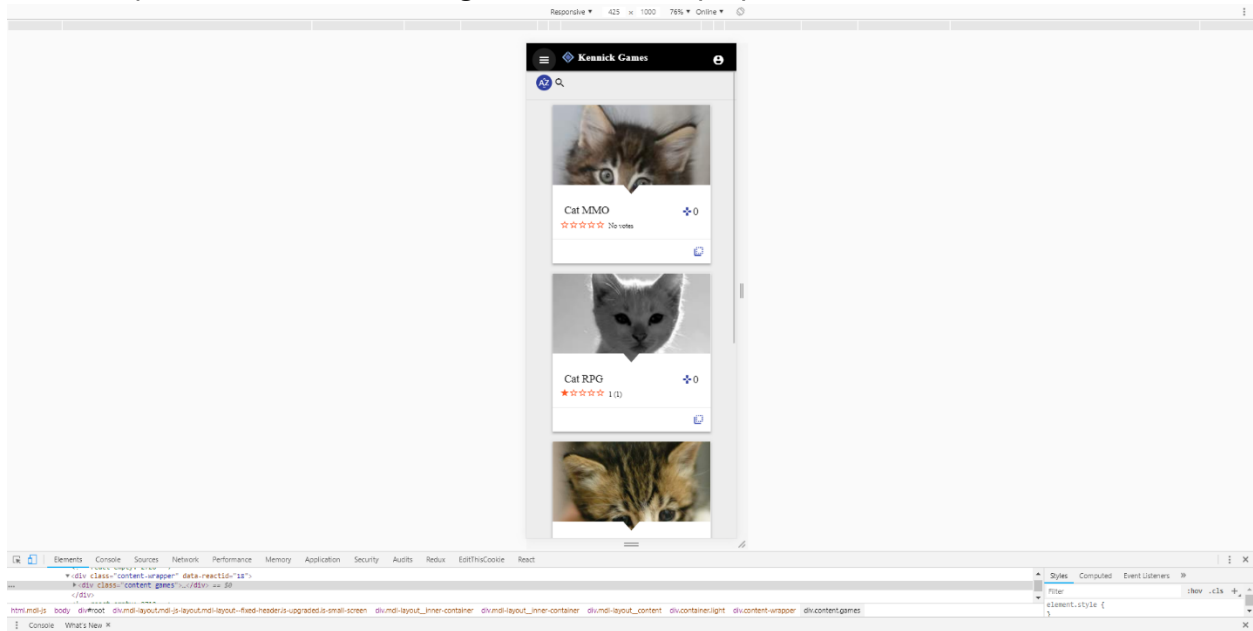 Responsive ▼ 425 × 1000 76% ▼ Online ▼
Kennick Games
AZ
Cat MMO
0
No votes
Cat RPG
0
1 (1)
Elements Console Sources Network Performance Memory Application Security Audits Redux EditThisCookie React
▼<div class="content-wrapper" data-reactid="18">
... ▶<div class="content games">…</div> == $0
</div>
Styles Computed Event Listeners »
Filter :hov .cls +
element.style {
}
html.mdl-js body div#root div.mdl-layout.mdl-js-layout.mdl-layout--fixed-header.is-upgraded.is-small-screen div.mdl-layout__inner-container div.mdl-layout__inner-container div.mdl-layout__content div.container.light div.content-wrapper div.content.games
Console What's New ×